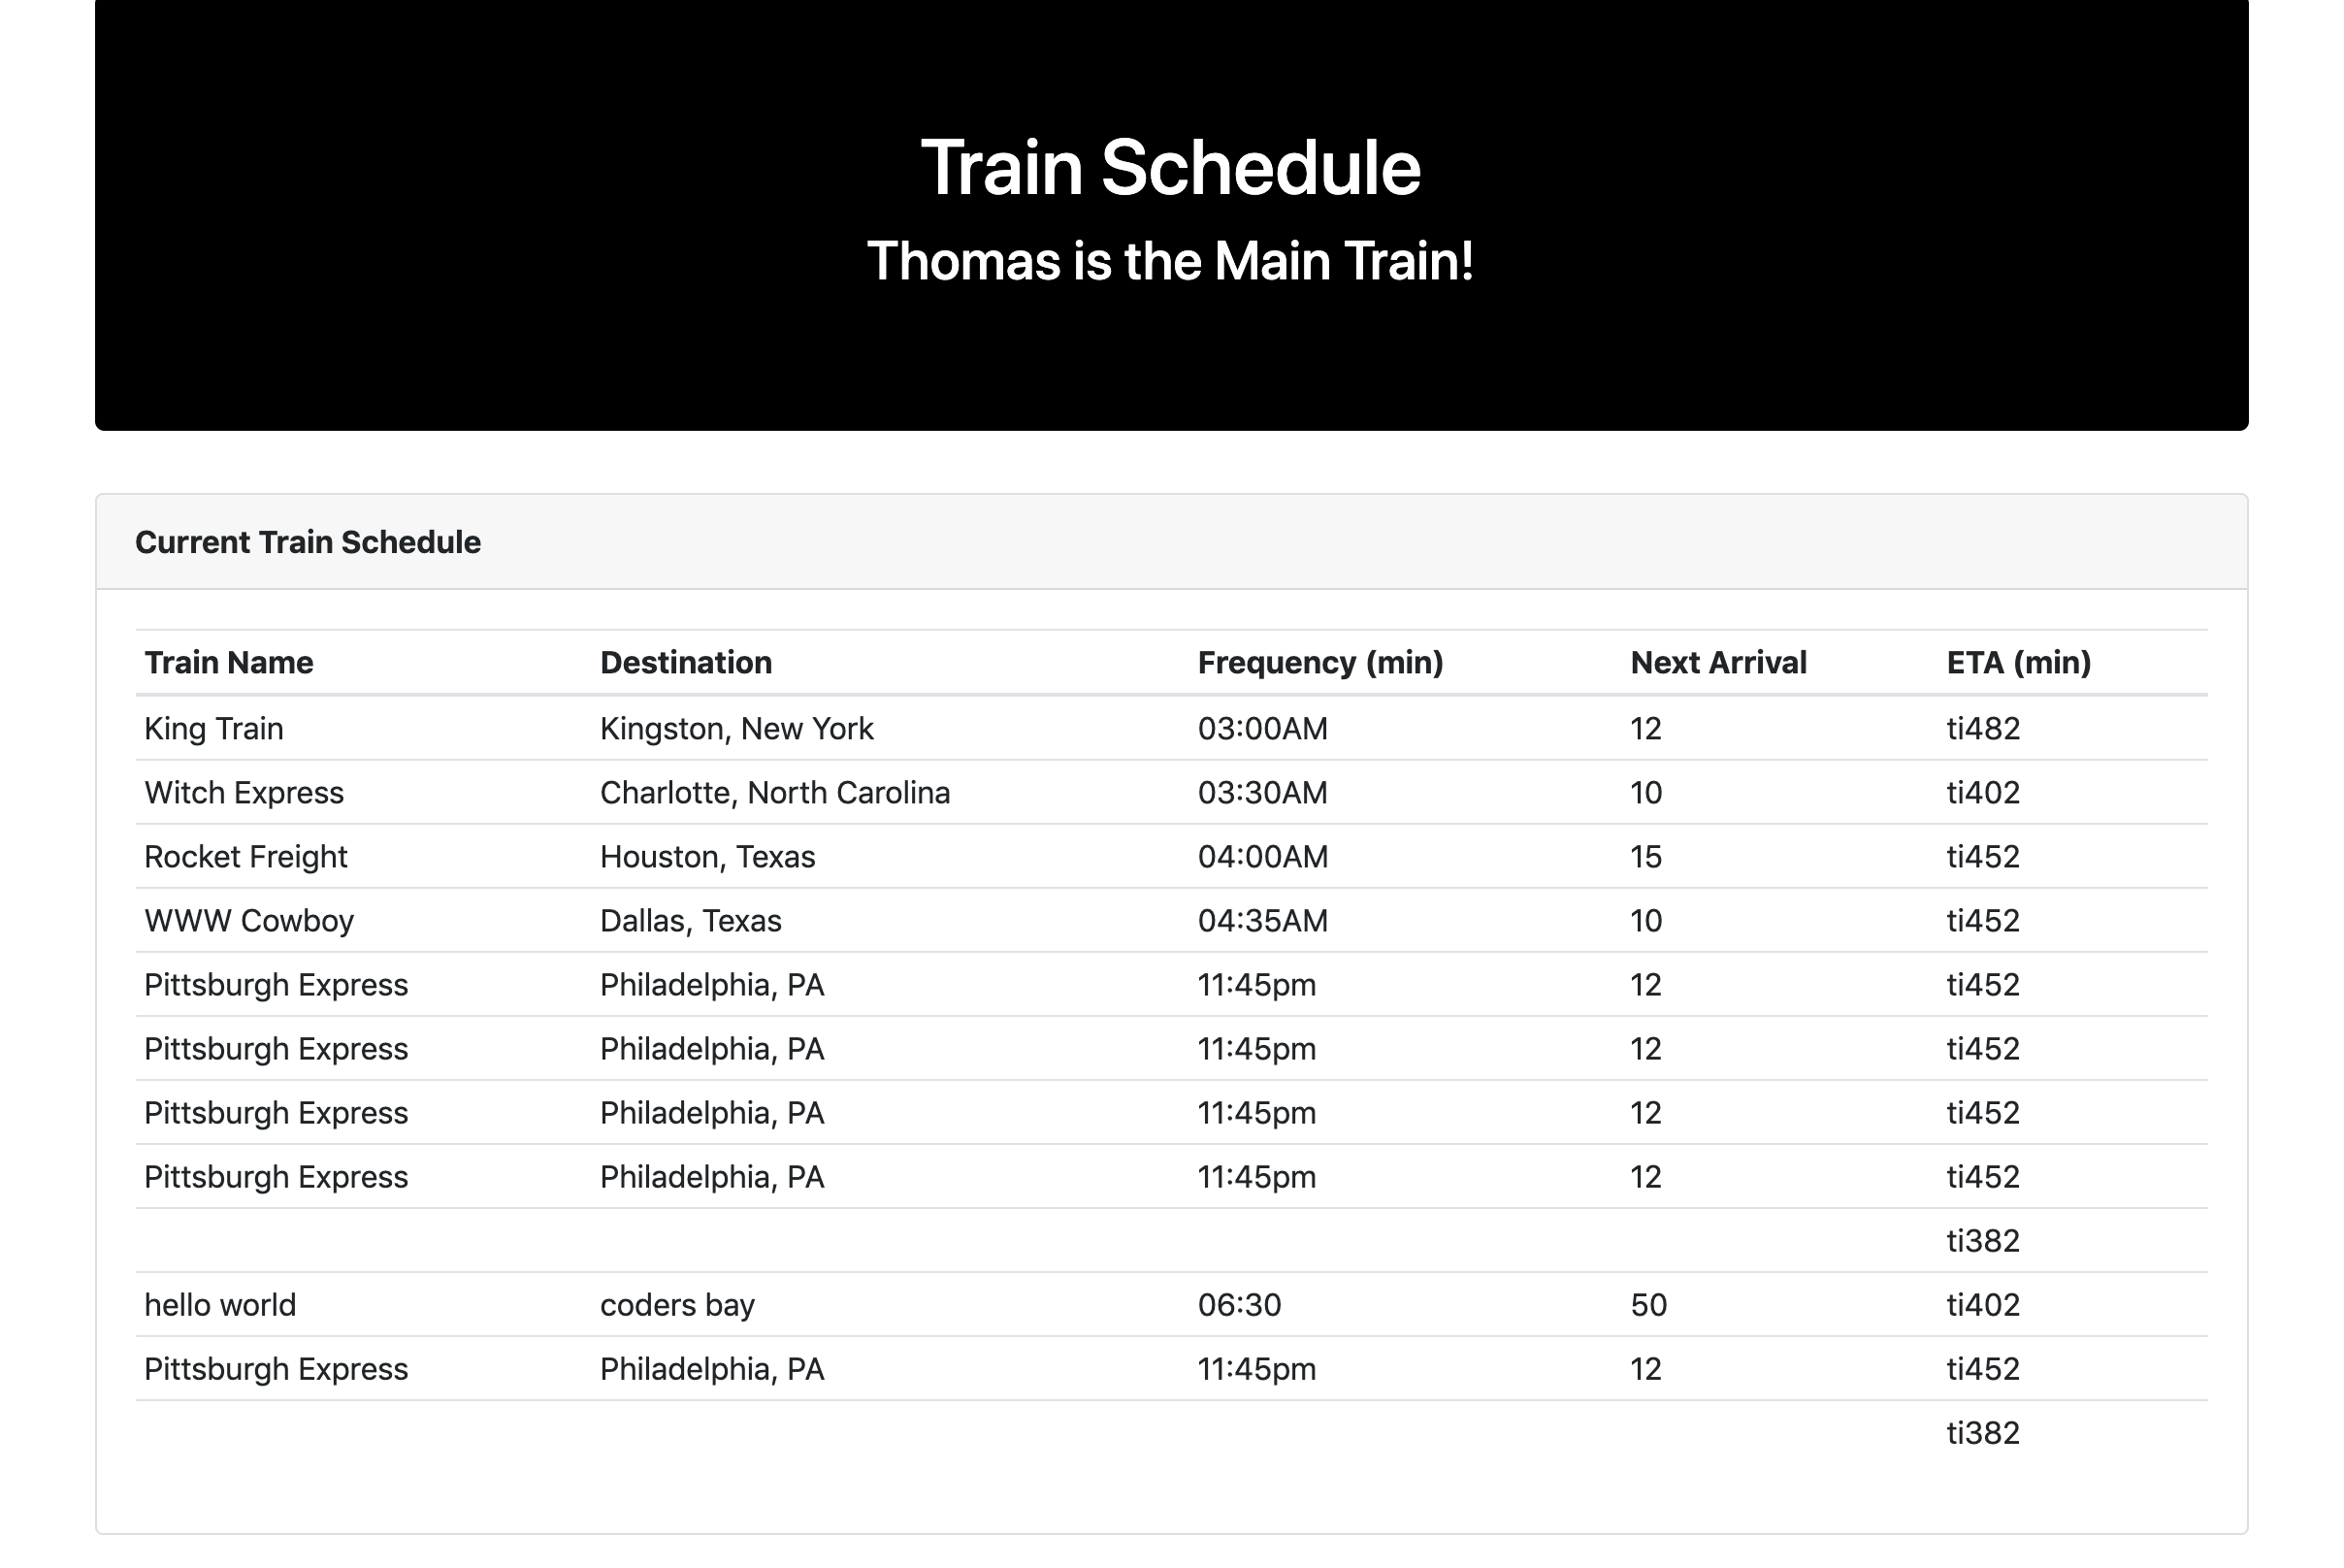 Train Schedule
Thomas is the Main Train!
Current Train Schedule
Train Name Destination Frequency (min) Next Arrival ETA (min)
King Train Kingston, New York 03:00AM 12 ti482
Witch Express Charlotte, North Carolina 03:30AM 10 ti402
Rocket Freight Houston, Texas 04:00AM 15 ti452
WWW Cowboy Dallas, Texas 04:35AM 10 ti452
Pittsburgh Express Philadelphia, PA 11:45pm 12 ti452
Pittsburgh Express Philadelphia, PA 11:45pm 12 ti452
Pittsburgh Express Philadelphia, PA 11:45pm 12 ti452
Pittsburgh Express Philadelphia, PA 11:45pm 12 ti452
ti382
hello world coders bay 06:30 50 ti402
Pittsburgh Express Philadelphia, PA 11:45pm 12 ti452
ti382